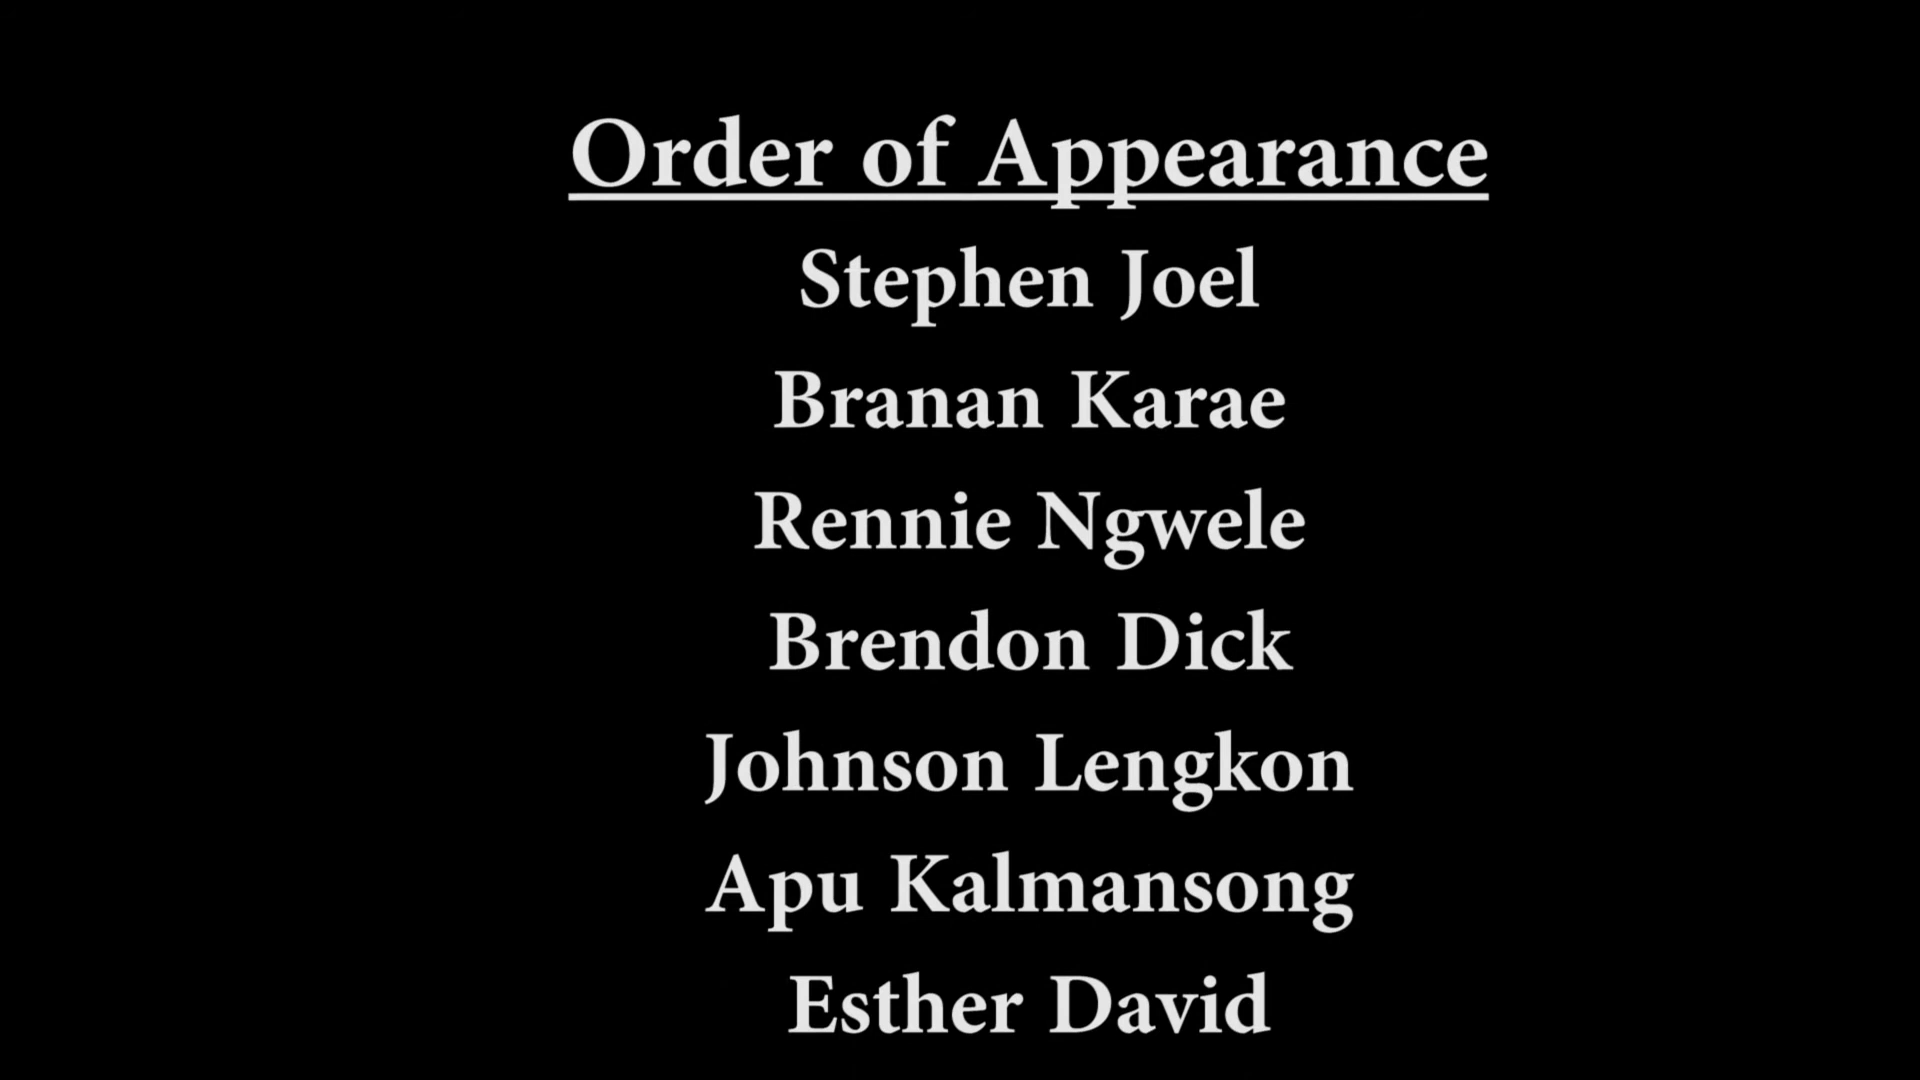 Order of Appearance
Stephen Joel
Branan Karae
Rennie Ngwele
Brendon Dick
Johnson Lengkon
Apu Kalmansong
Esther David